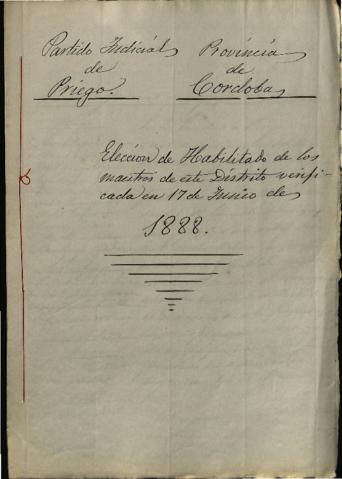 Partido Judicial
de
Priego.
Provincia
de
Cordoba
Eleccion de Habilitado de los
maestros de este Distrito verifi-
cada en 17 de Junio de
1888.